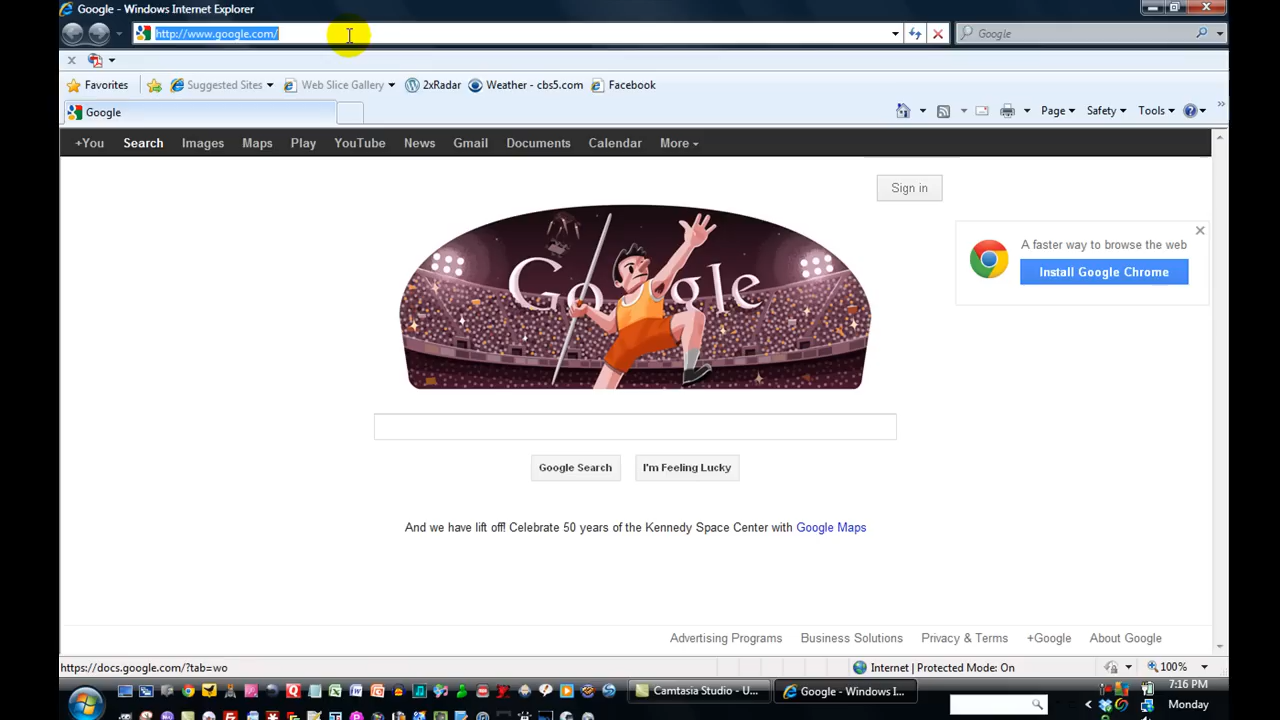 Google - Windows Internet Explorer
http://www.google.com/
Google
Favorites Suggested Sites Web Slice Gallery 2xRadar Weather - cbs5.com Facebook
Google Page Safety Tools
+You Search Images Maps Play YouTube News Gmail Documents Calendar More
Sign in
A faster way to browse the web
Install Google Chrome
Google
Google Search I'm Feeling Lucky
And we have lift off! Celebrate 50 years of the Kennedy Space Center with Google Maps
Advertising Programs Business Solutions Privacy & Terms +Google About Google
https://docs.google.com/?tab=wo Internet | Protected Mode: On 100%
Camtasia Studio - U... Google - Windows I... 7:16 PM
Monday